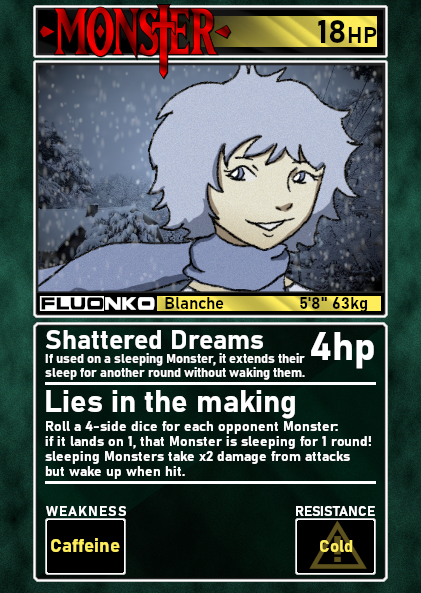 MONSTER
18HP
FLUONKO Blanche 5'8" 63kg
Shattered Dreams
4hp
If used on a sleeping Monster, it extends their
sleep for another round without waking them.
Lies in the making
Roll a 4-side dice for each opponent Monster:
if it lands on 1, that Monster is sleeping for 1 round!
sleeping Monsters take x2 damage from attacks
but wake up when hit.
WEAKNESS RESISTANCE
Caffeine Cold